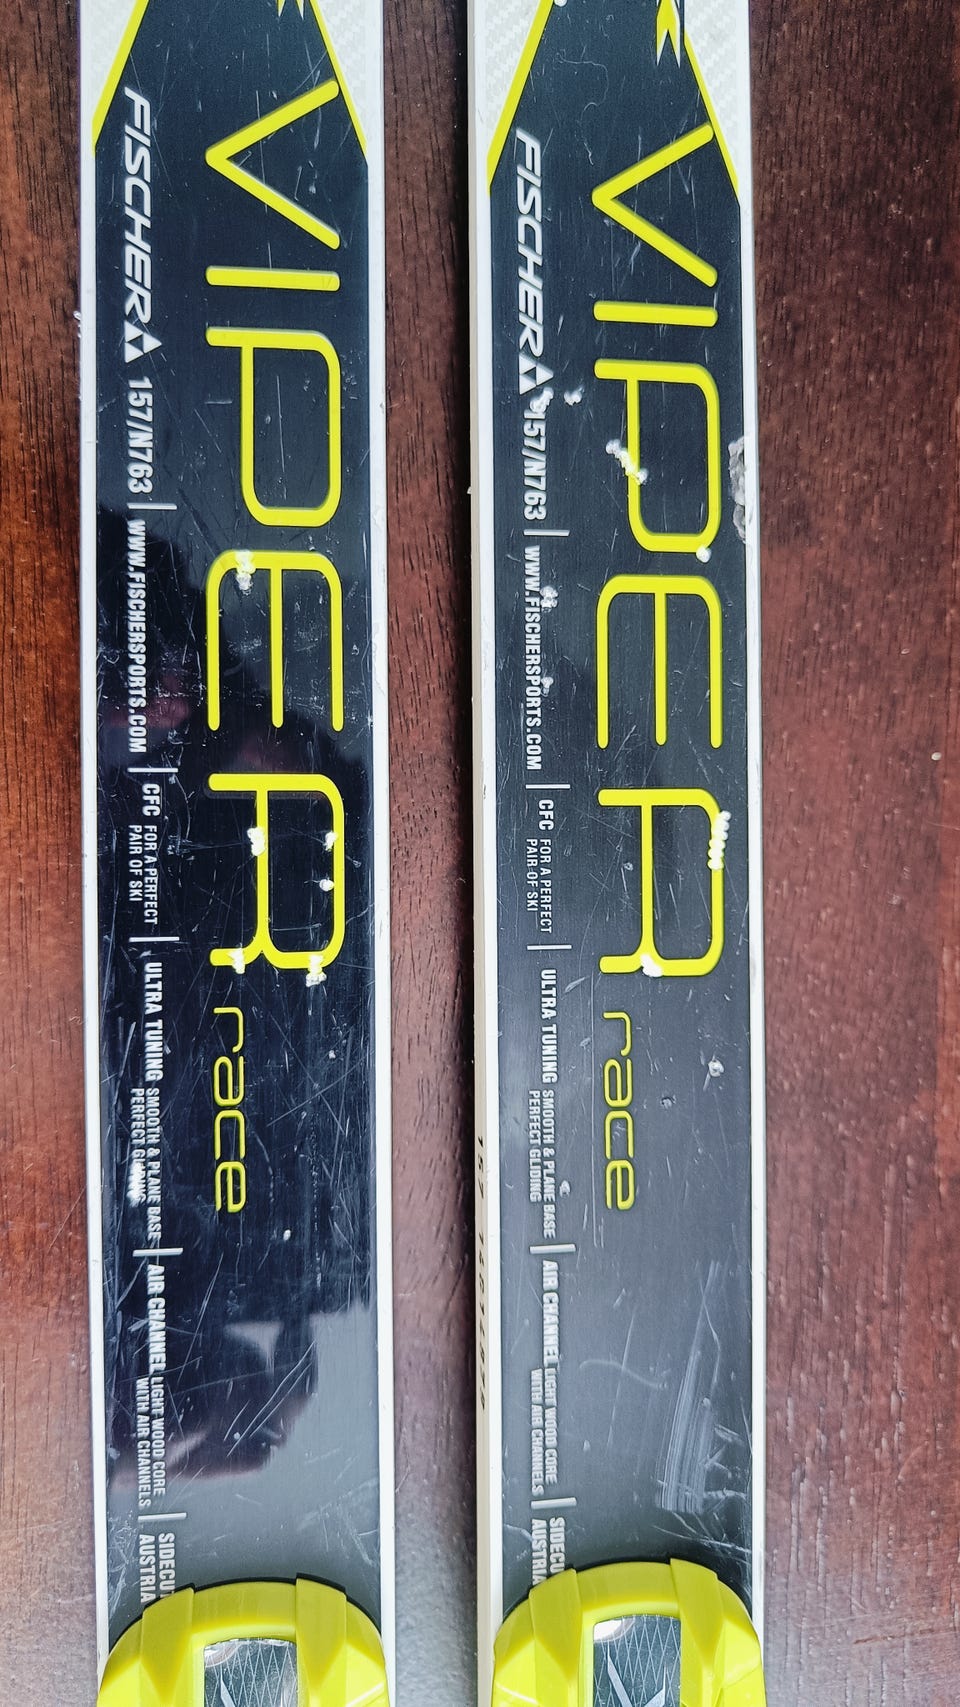 VIPER race
FISCHER 157/N763 | WWW.FISCHERSPORTS.COM | CFC FOR A PERFECT PAIR OF SKI | ULTRA TUNING SMOOTH & PLANE BASE PERFECT GLIDING | AIR CHANNEL LIGHT WOOD CORE WITH AIR CHANNELS | SIDECU
AUSTRIA
VIPER race
FISCHER 157/N763 | WWW.FISCHERSPORTS.COM | CFC FOR A PERFECT PAIR OF SKI | ULTRA TUNING SMOOTH & PLANE BASE PERFECT GLIDING | AIR CHANNEL LIGHT WOOD CORE WITH AIR CHANNELS | SIDECU
AUSTRIA
157